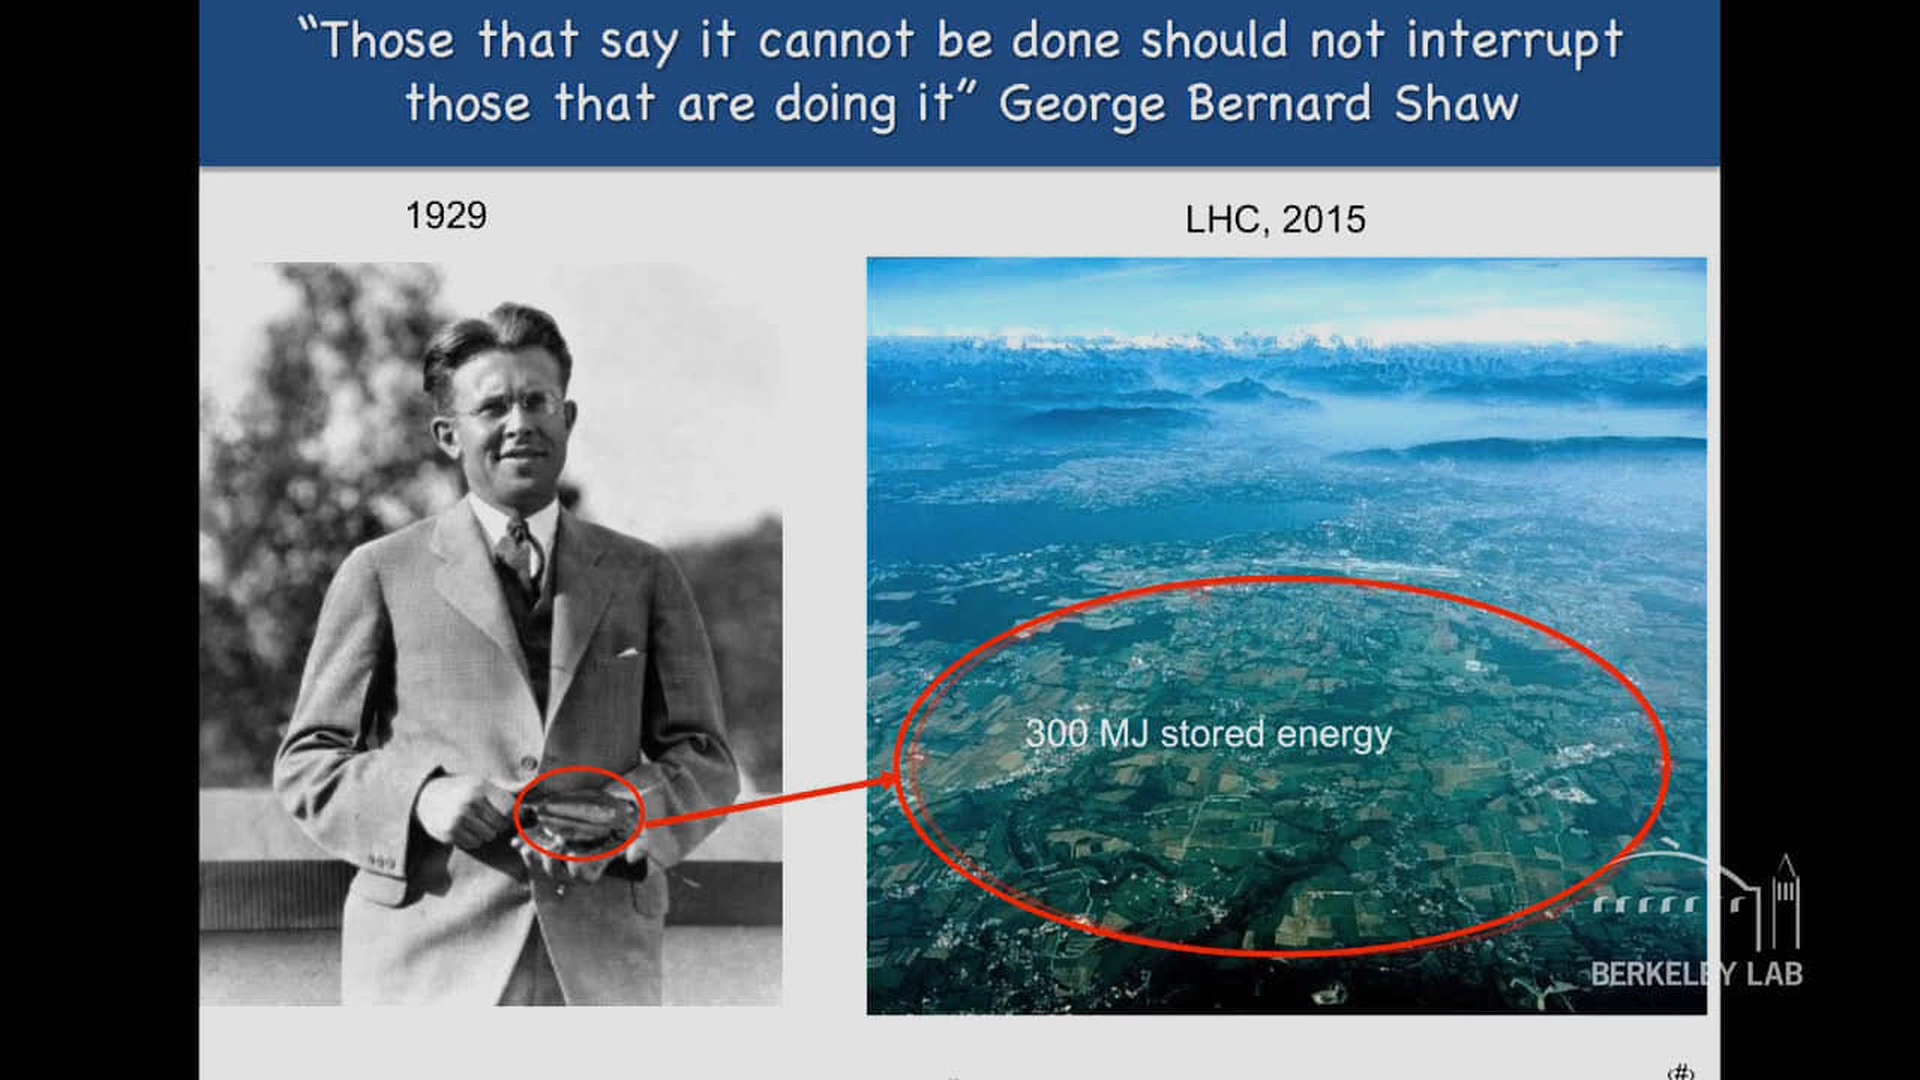 “Those that say it cannot be done should not interrupt
those that are doing it” George Bernard Shaw
1929
LHC, 2015
300 MJ stored energy
BERKELEY LAB
‹#›